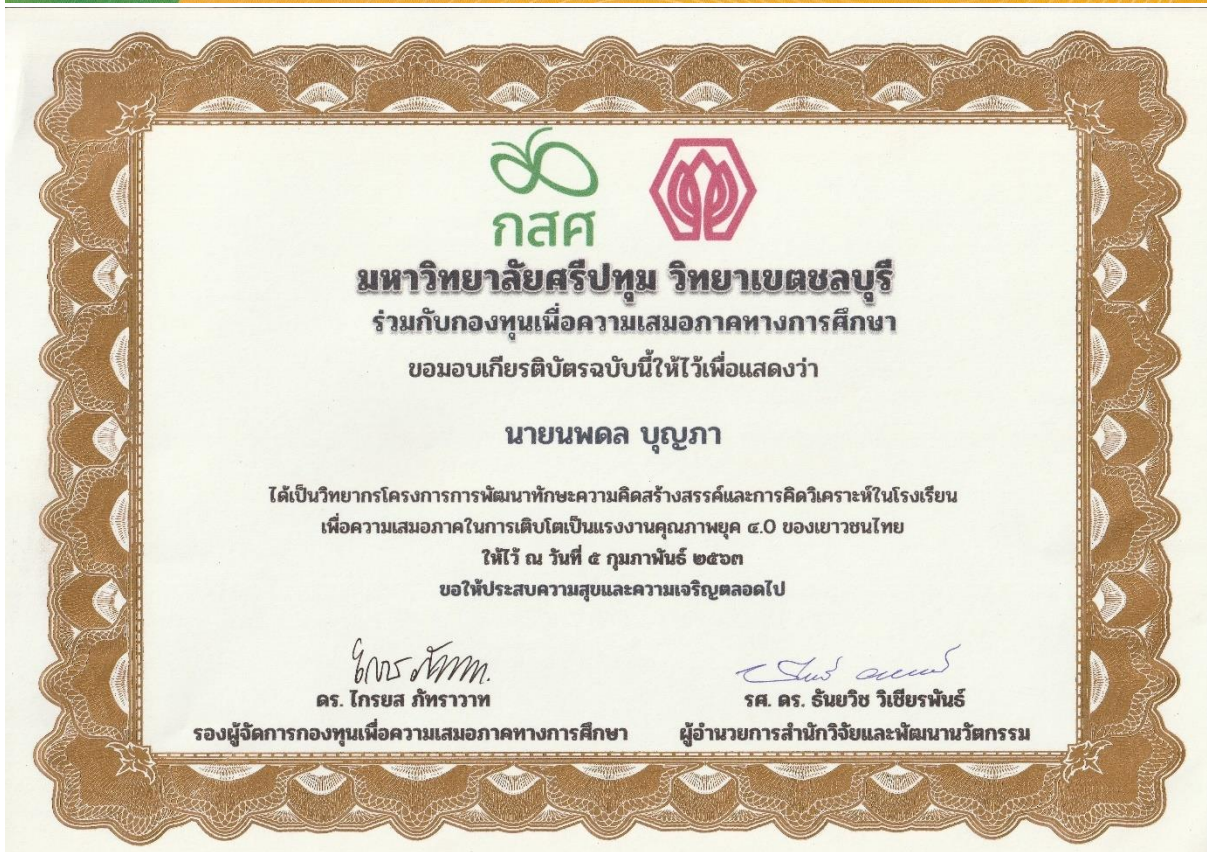 กสศ
มหาวิทยาลัยศรีปทุม วิทยาเขตชลบุรี
ร่วมกับกองทุนเพื่อความเสมอภาคทางการศึกษา
ขอมอบเกียรติบัตรฉบับนี้ให้ไว้เพื่อแสดงว่า
นายนพดล บุญภา
ได้เป็นวิทยากรโครงการการพัฒนาทักษะความคิดสร้างสรรค์และการคิดวิเคราะห์ในโรงเรียน
เพื่อความเสมอภาคในการเติบโตเป็นแรงงานคุณภาพยุค ๔.0 ของเยาวชนไทย
ให้ไว้ ณ วันที่ ๕ กุมภาพันธ์ ๒๕๖๓
ขอให้ประสบความสุขและความเจริญตลอดไป
ดร. ไกรยส ภัทราวาท
รศ. ดร. ธันยวิช วิเชียรพันธ์
รองผู้จัดการกองทุนเพื่อความเสมอภาคทางการศึกษา
ผู้อำนวยการสำนักวิจัยและพัฒนานวัตกรรม